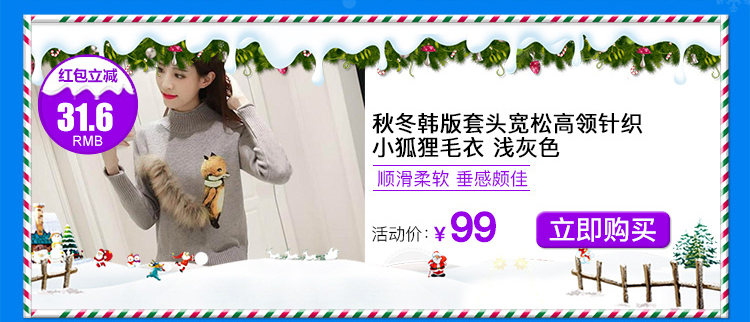 红包立减
31.6
RMB
秋冬韩版套头宽松高领针织
小狐狸毛衣 浅灰色
顺滑柔软 垂感颇佳
活动价：¥99 立即购买